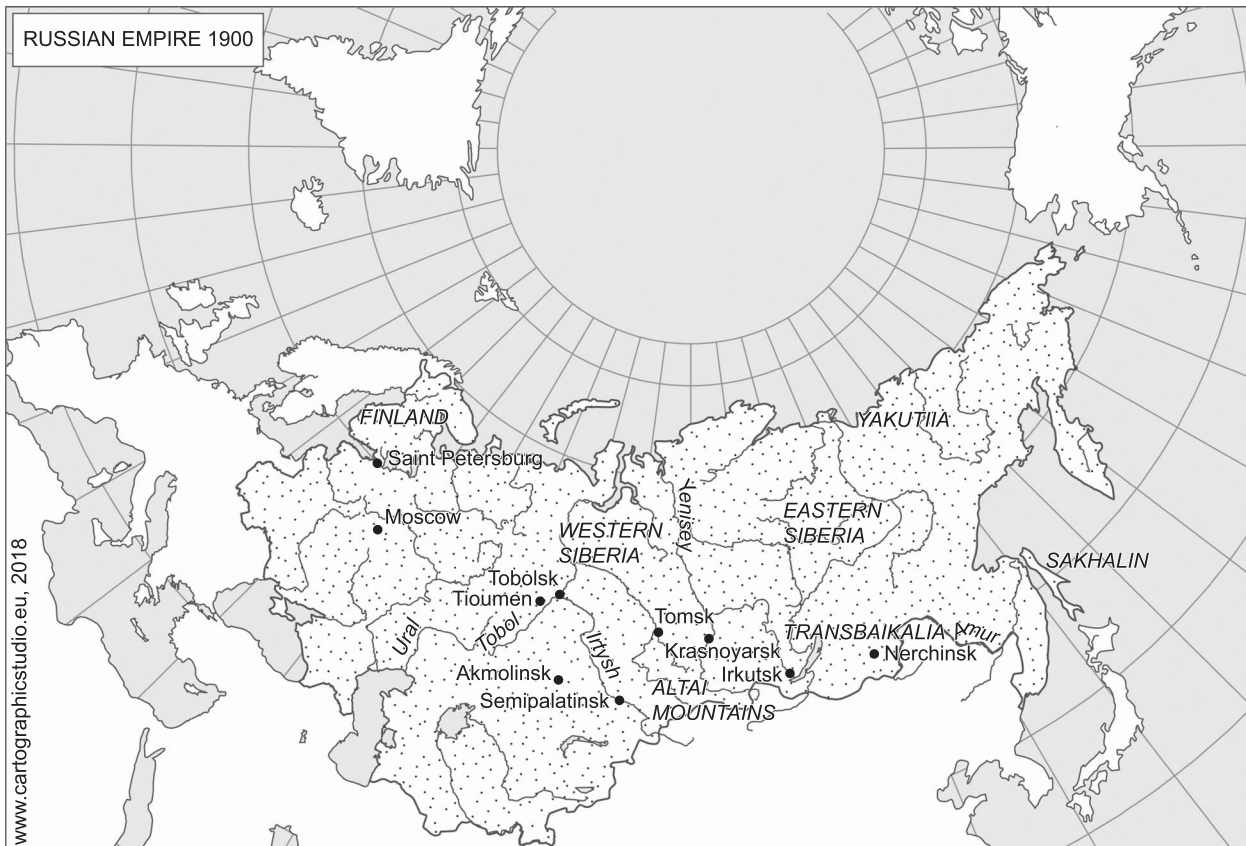 RUSSIAN EMPIRE 1900
FINLAND
YAKUTIIA
Saint Petersburg
Moscow
WESTERN
SIBERIA
Yenisey
EASTERN
SIBERIA
SAKHALIN
Tobolsk
Tioumen
Ural
Tobol
Irtysh
Tomsk
Krasnoyarsk
TRANSBAIKALIA
Amur
Nerchinsk
Irkutsk
Akmolinsk
Semipalatinsk
ALTAI
MOUNTAINS
www.cartographicstudio.eu, 2018